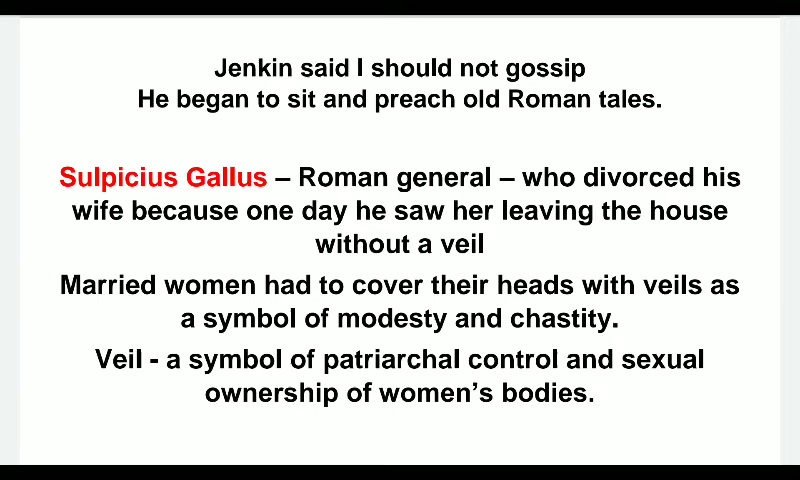 Jenkin said I should not gossip
He began to sit and preach old Roman tales.
Sulpicius Gallus – Roman general – who divorced his
wife because one day he saw her leaving the house
without a veil
Married women had to cover their heads with veils as
a symbol of modesty and chastity.
Veil - a symbol of patriarchal control and sexual
ownership of women’s bodies.